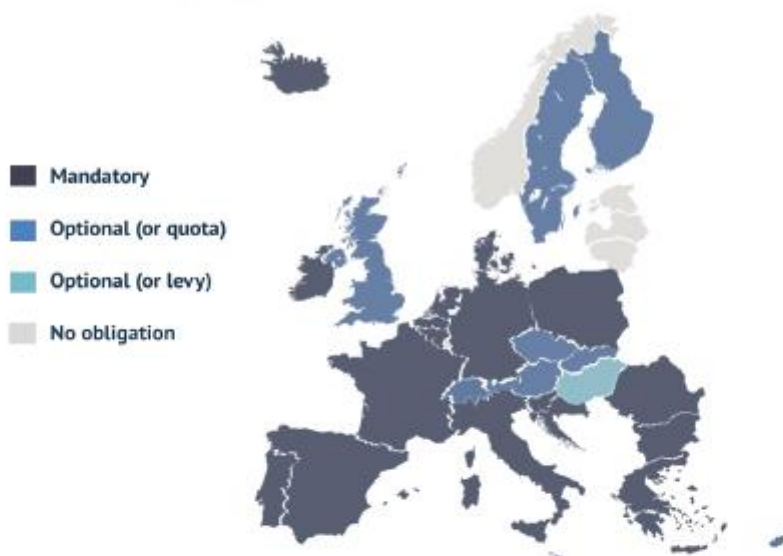 Mandatory
Optional (or quota)
Optional (or levy)
No obligation